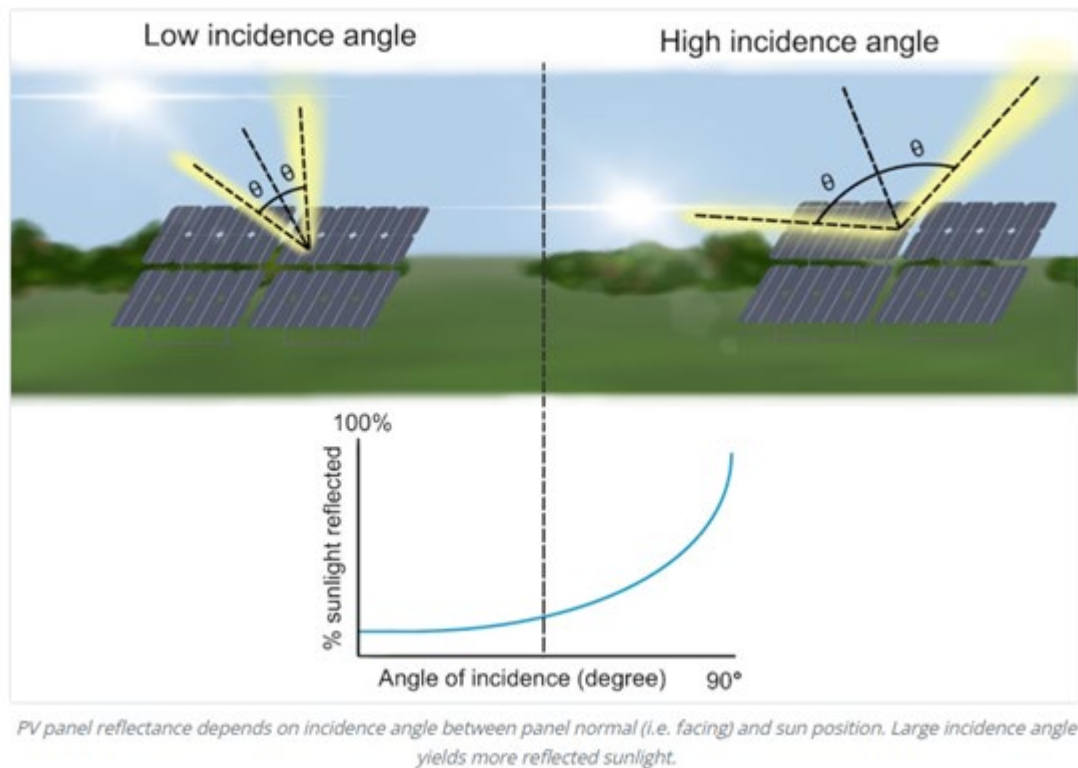 Low incidence angle
High incidence angle
θ θ
θ θ
100%
% sunlight reflected
Angle of incidence (degree) 90°
PV panel reflectance depends on incidence angle between panel normal (i.e. facing) and sun position. Large incidence angle
yields more reflected sunlight.